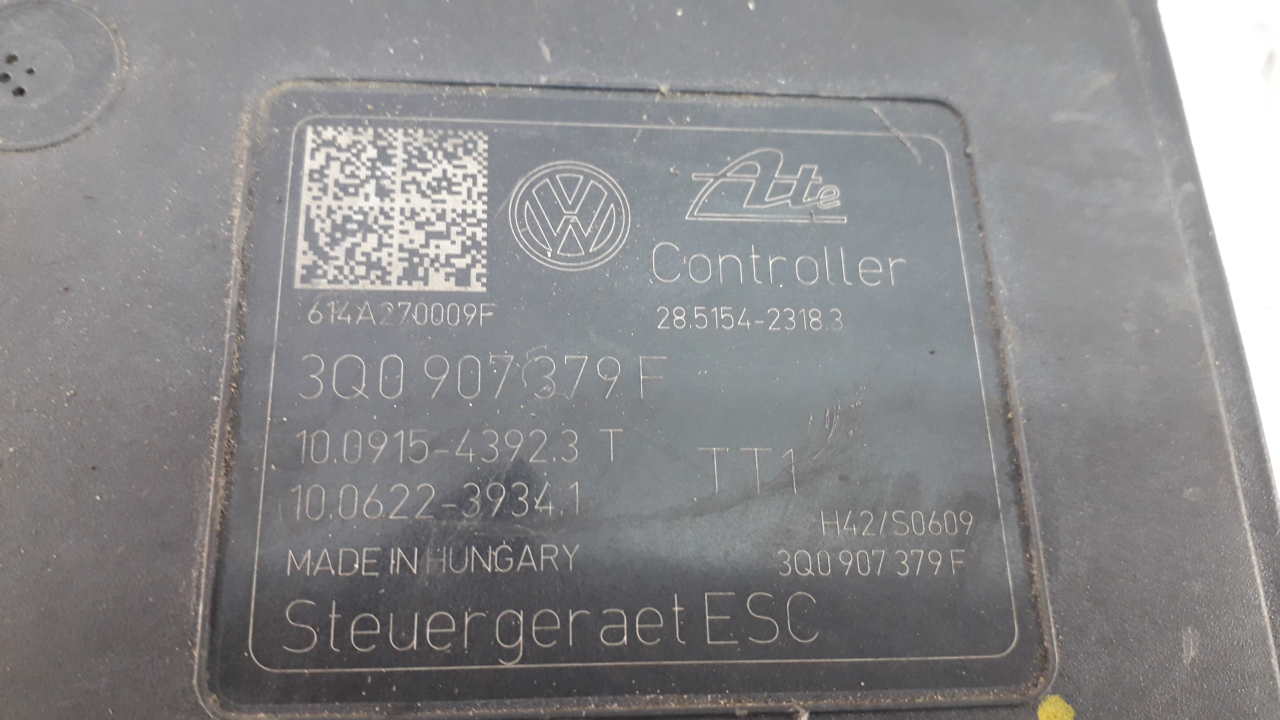 VW
Ate
Controller
614A270009F
28.5154-2318.3
3Q0 907 379 F
10.0915-4392.3 T
TT1
10.0622-3934.1
H42/S0609
MADE IN HUNGARY
3Q0 907 379 F
Steuergeraet ESC